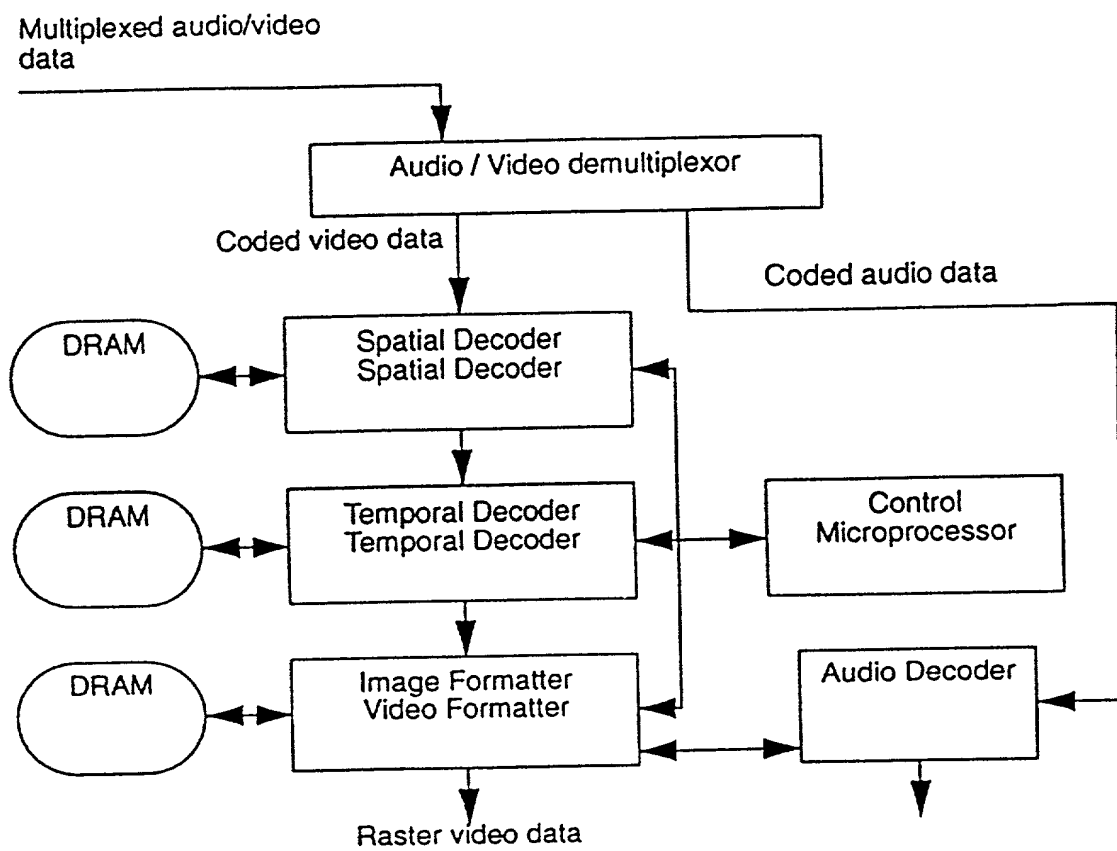 Multiplexed audio/video
data
Audio / Video demultiplexor
Coded video data
Coded audio data
DRAM
Spatial Decoder
Spatial Decoder
DRAM
Temporal Decoder
Temporal Decoder
Control
Microprocessor
DRAM
Image Formatter
Video Formatter
Audio Decoder
Raster video data